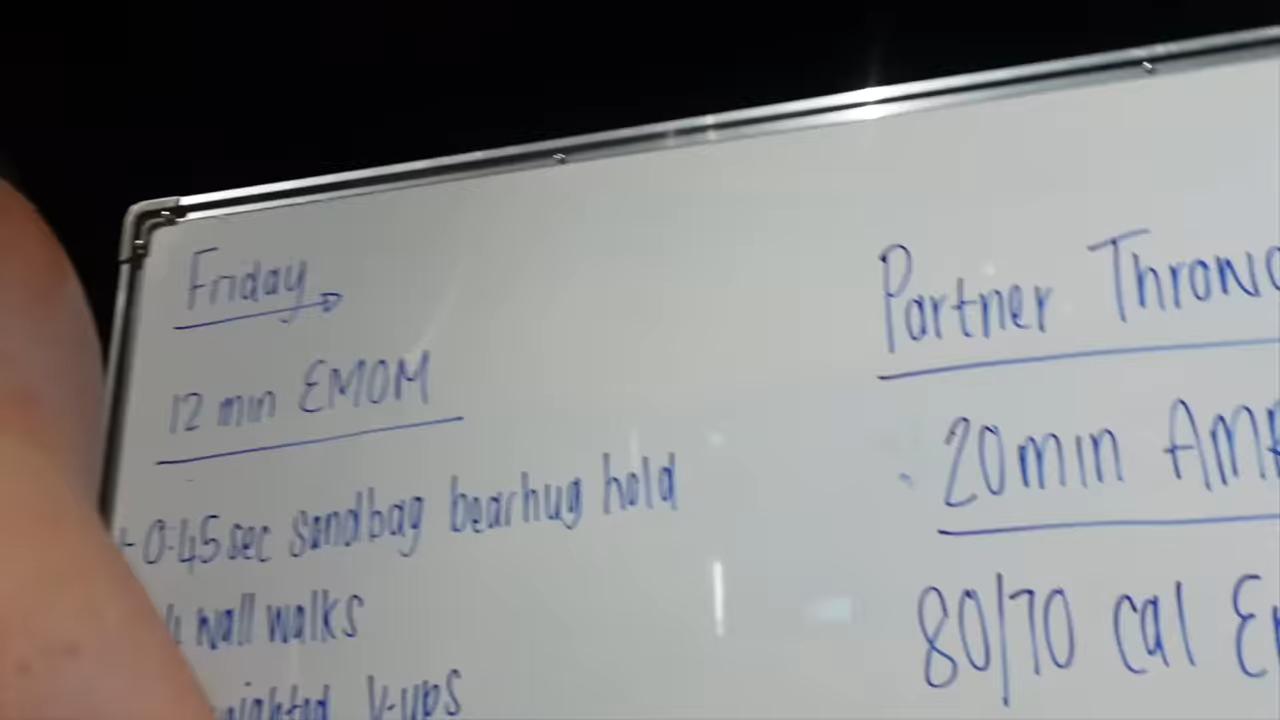 Friday
12 min EMOM
0:45 sec sandbag bearhug hold
wall walks
V-ups
Partner
20min
80/70 cal